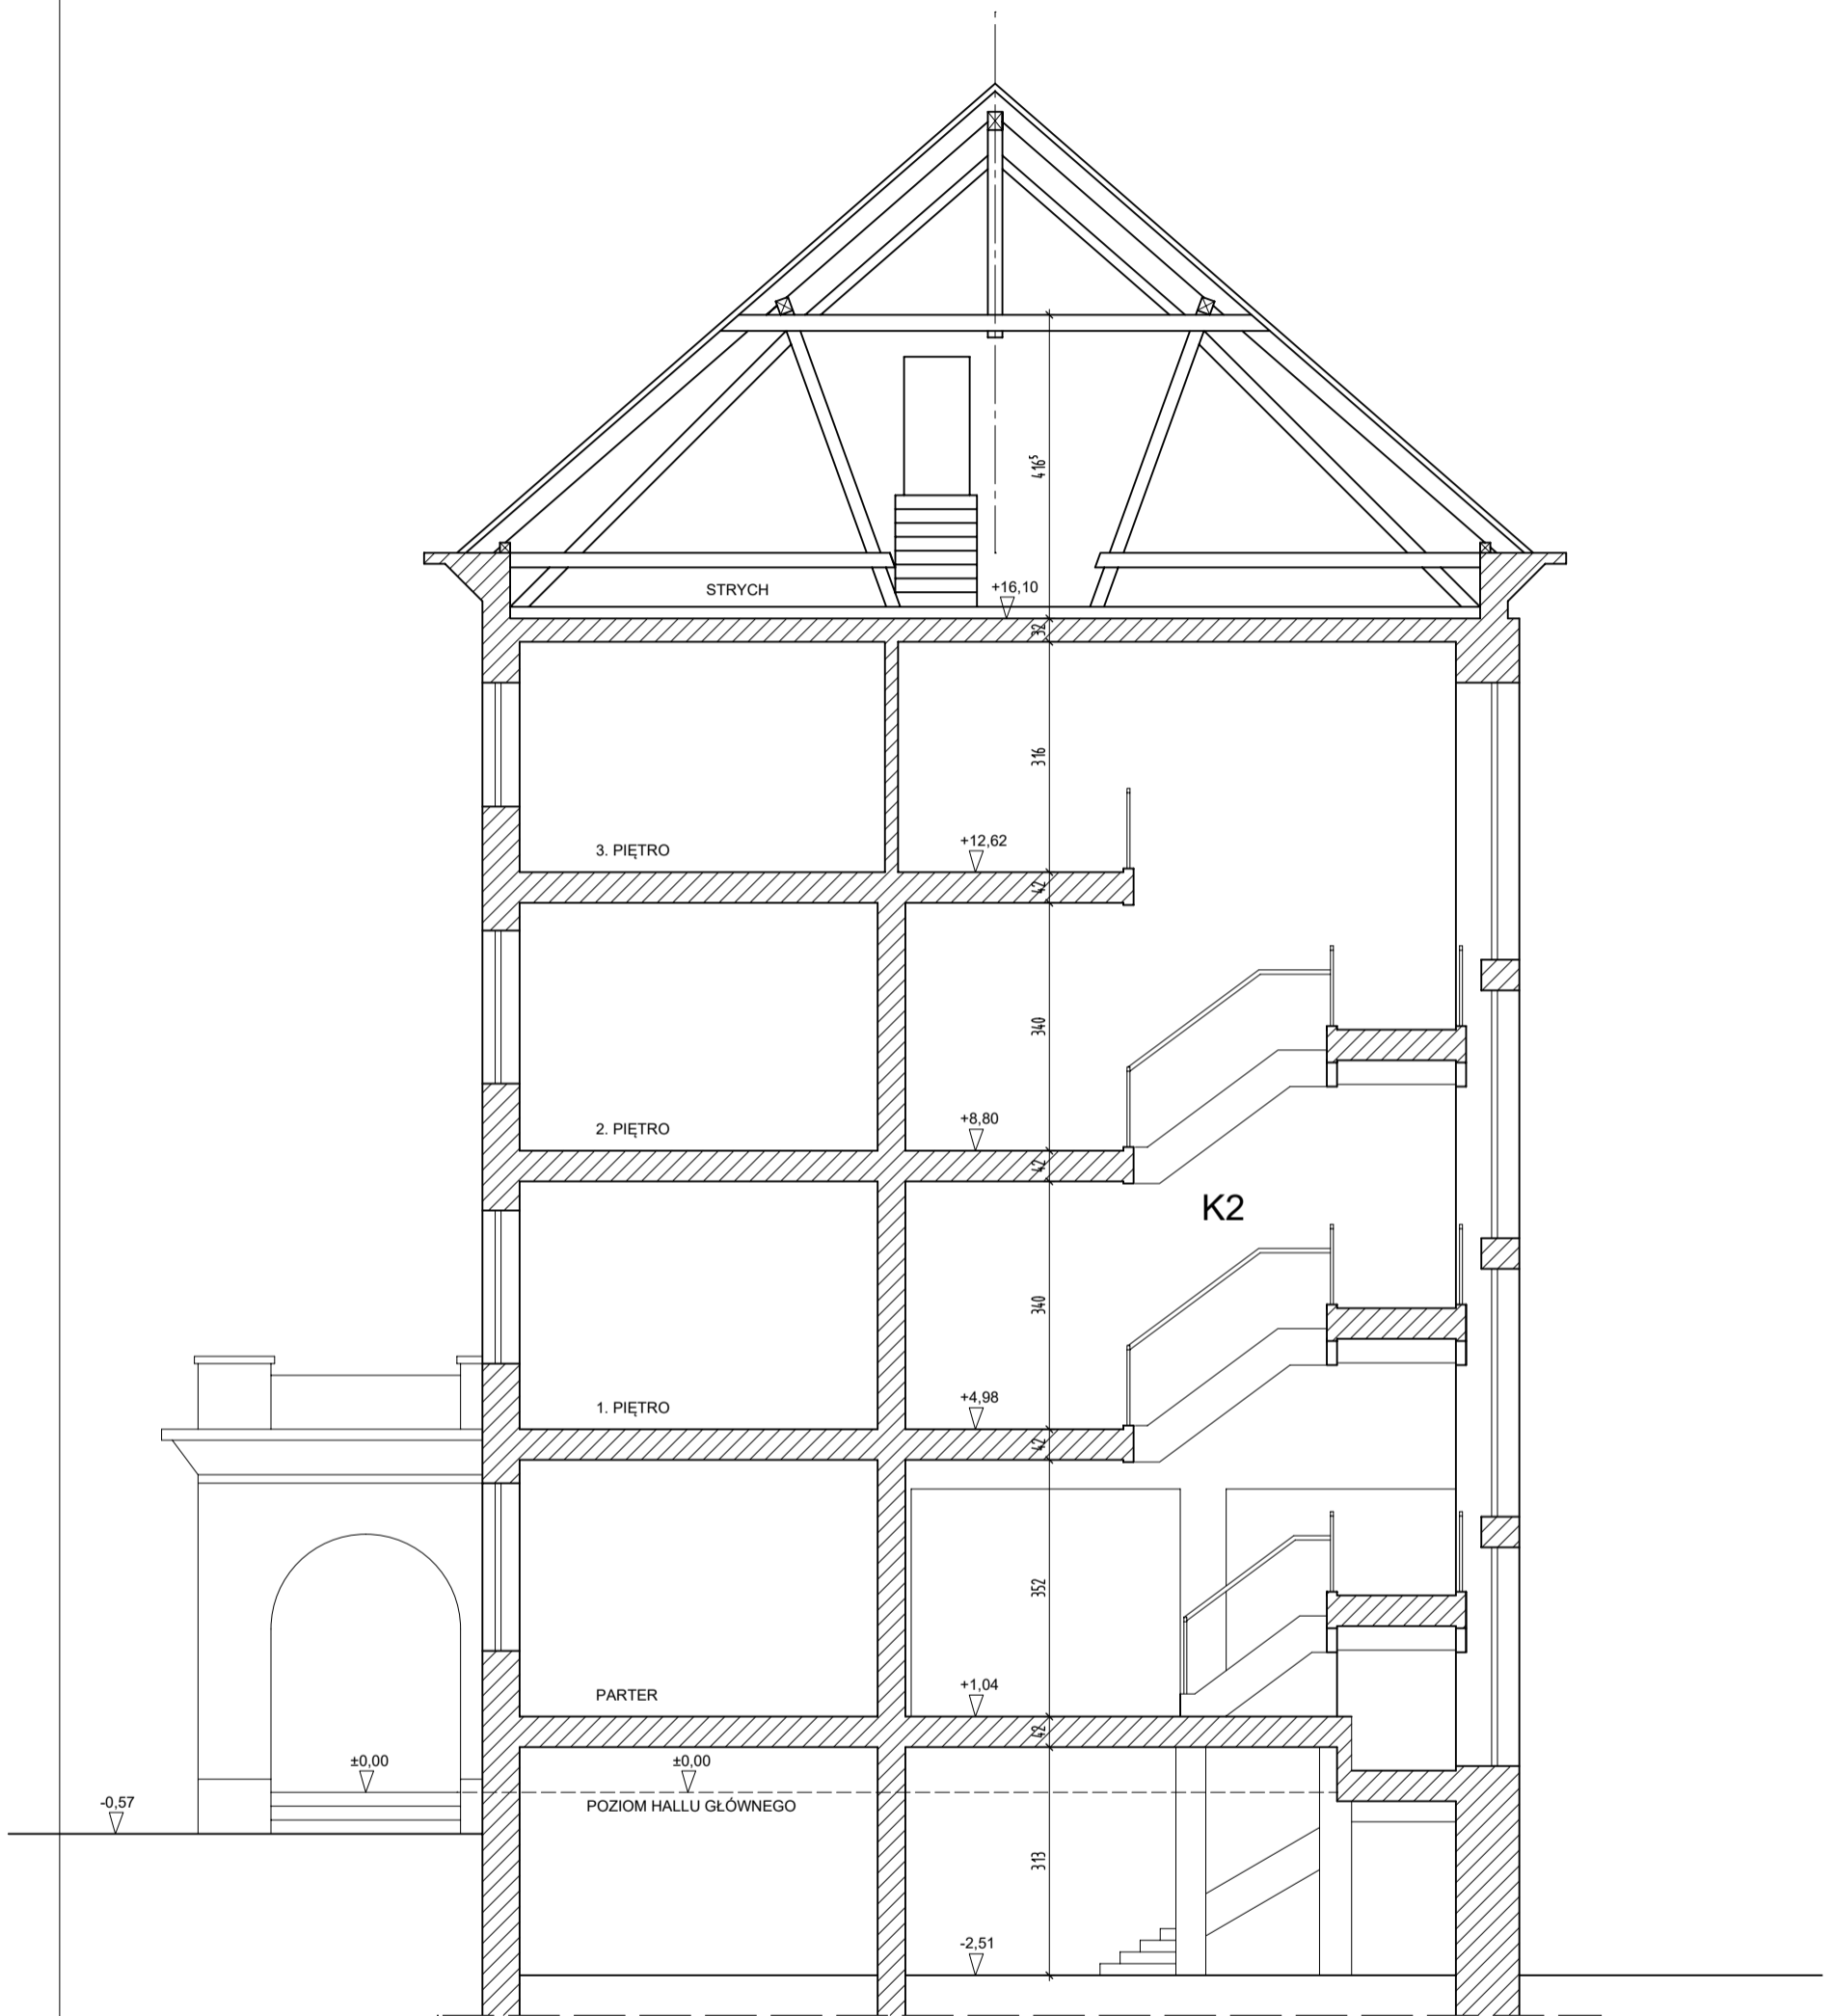 416⁵
STRYCH
+16,10
32
316
+12,62
3. PIĘTRO
42
340
+8,80
2. PIĘTRO
42
K2
340
+4,98
1. PIĘTRO
42
352
+1,04
PARTER
42
±0,00
±0,00
-0,57
POZIOM HALLU GŁÓWNEGO
313
-2,51